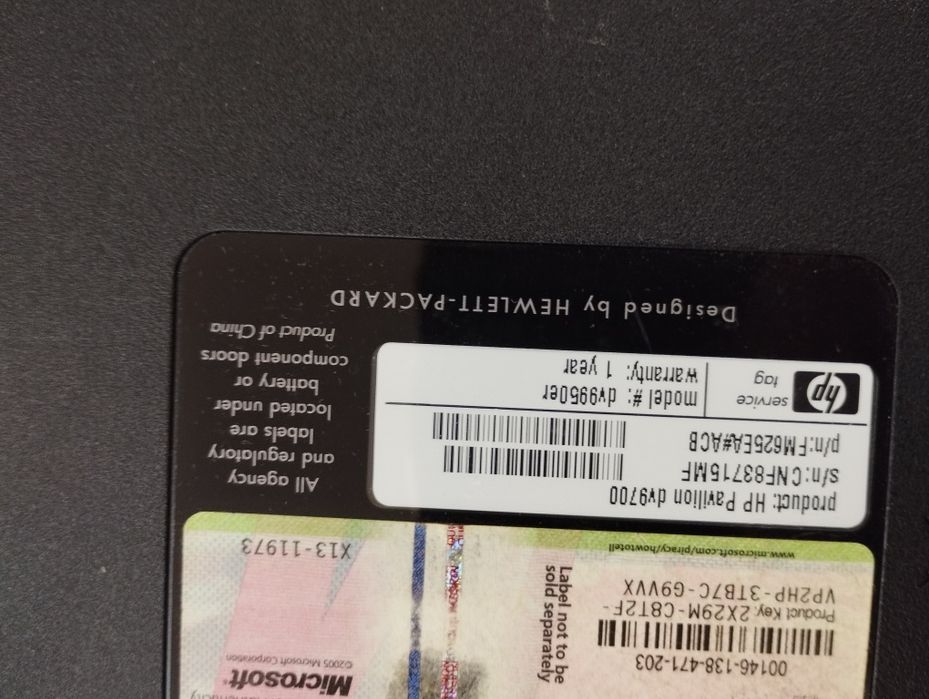 Microsoft®
©2005 Microsoft Corporation
X13-11973
00146-138-471-203
Product Key: 2X29M-C8T2F-
VP2HP-3TB7C-G9VVX
Label not to be
sold separately
www.microsoft.com/piracy/howtotell
product: HP Pavilion dv9700
s/n: CNF83715MF
p/n: FM625EA#ACB
hp
service
tag
model #: dv9950er
warranty: 1 year
All agency
and regulatory
labels are
located under
battery or
component doors
Product of China
Designed by HEWLETT-PACKARD